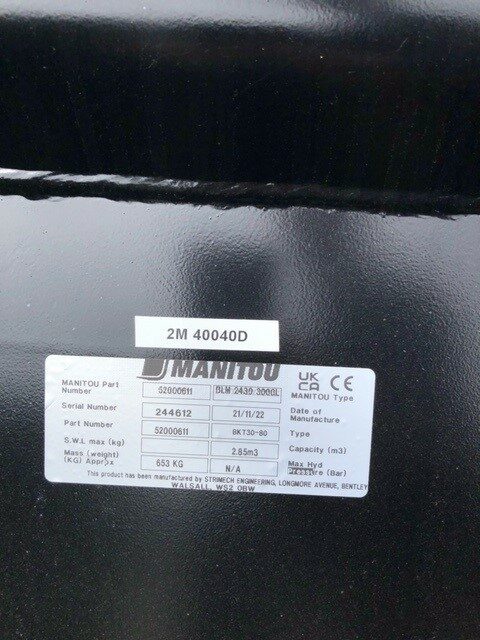 2M 40040D
MANITOU
UK CA CE
MANITOU Part Number 52000611 BLM 2430 3000L MANITOU Type
Serial Number 244612 21/11/22 Date of Manufacture
Part Number 52000611 BKT30-80 Type
S.W.L max (kg) 2.85m3 Capacity (m3)
Mass (weight) (KG) Apprx 653 KG N/A Max Hyd Pressure (Bar)
This product has been manufactured by STRIMECH ENGINEERING, LONGMORE AVENUE, BENTLEY
WALSALL, WS2 0BW